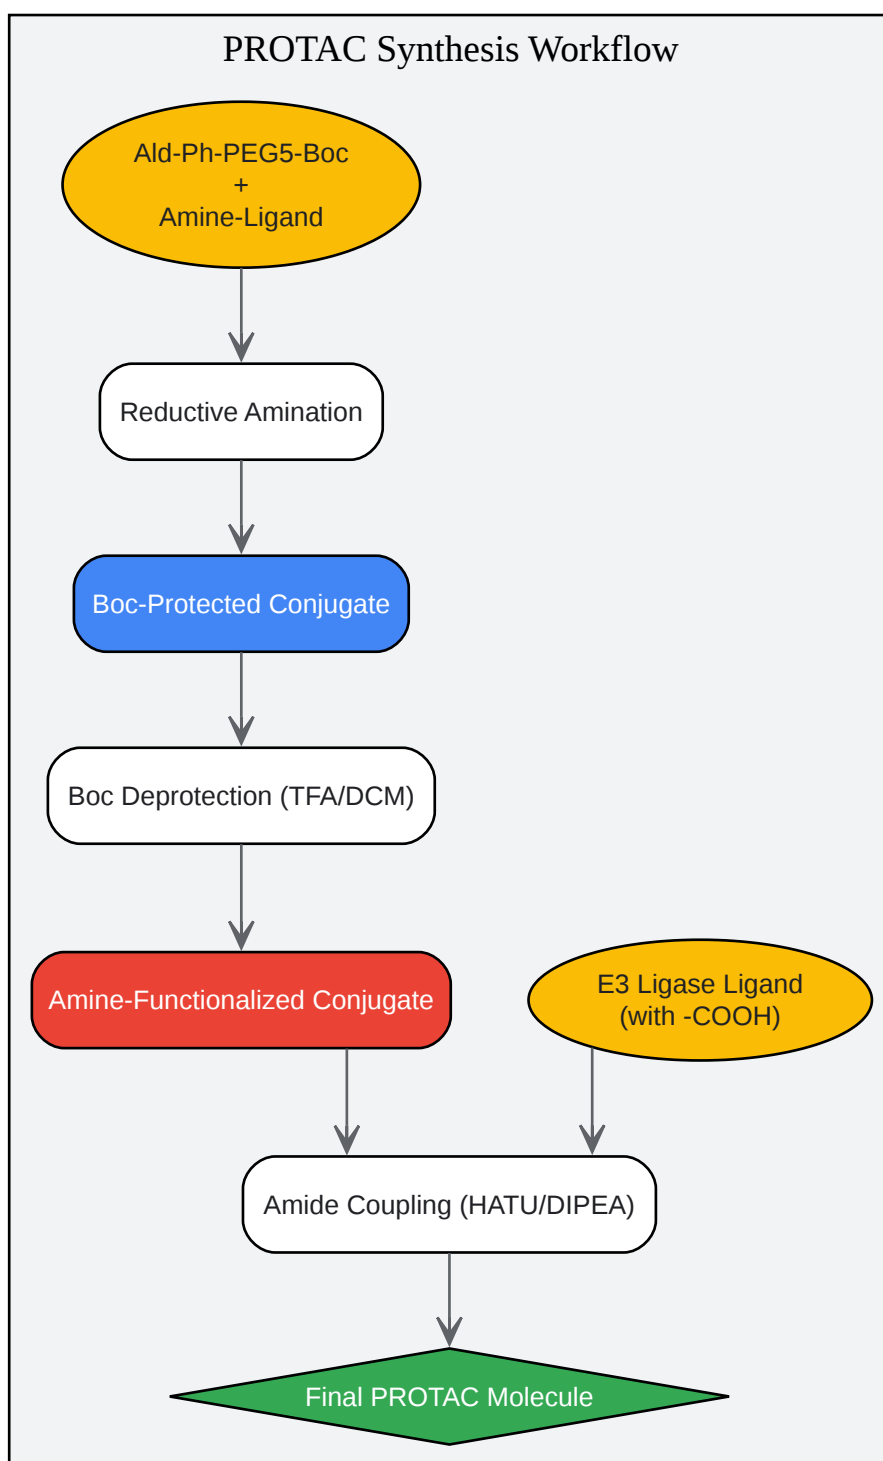 PROTAC Synthesis Workflow
Ald-Ph-PEG5-Boc
+
Amine-Ligand
Reductive Amination
Boc-Protected Conjugate
Boc Deprotection (TFA/DCM)
Amine-Functionalized Conjugate
E3 Ligase Ligand
(with -COOH)
Amide Coupling (HATU/DIPEA)
Final PROTAC Molecule